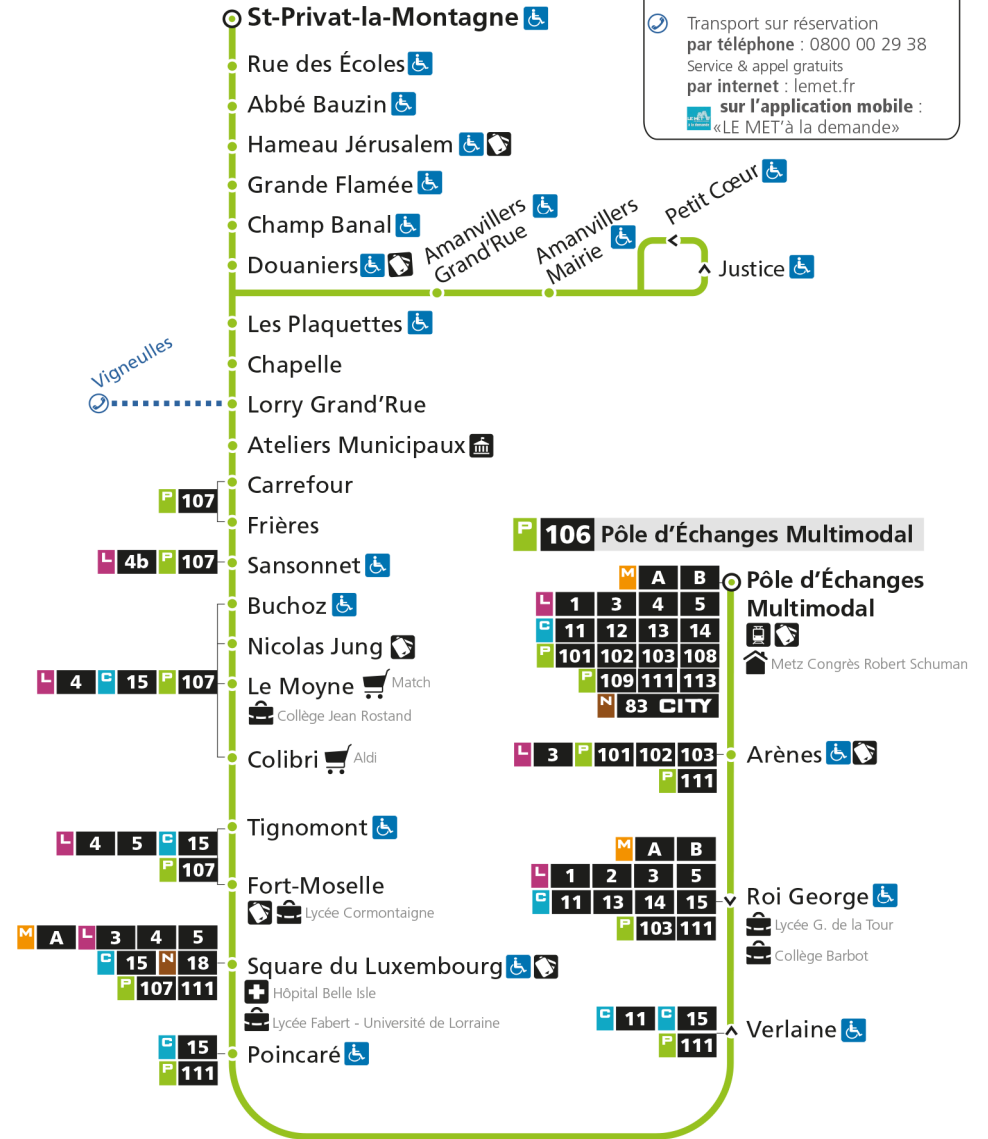 St-Privat-la-Montagne
Rue des Écoles
Abbé Bauzin
Hameau Jérusalem
Grande Flamée
Champ Banal
Douaniers
Transport sur réservation
par téléphone : 0800 00 29 38
Service & appel gratuits
par internet : lemet.fr
sur l'application mobile :
«LE MET'à la demande»
Amanvillers
Grand'Rue
Amanvillers
Mairie
Petit Cœur
Justice
Les Plaquettes
Chapelle
Vigneulles
Lorry Grand'Rue
Ateliers Municipaux
Carrefour
P 107
Frières
L 4b P 107
Sansonnet
Buchoz
Nicolas Jung
L 4 C 15 P 107
Le Moyne
Match
Collège Jean Rostand
Colibri
Aldi
Tignomont
L 4 5 C 15
P 107
Fort-Moselle
Lycée Cormontaigne
M A L 3 4 5
C 15 N 18
P 107 111
Square du Luxembourg
Hôpital Belle Isle
Lycée Fabert - Université de Lorraine
C 15
P 111
Poincaré
P 106 Pôle d'Échanges Multimodal
M A B
L 1 3 4 5
C 11 12 13 14
P 101 102 103 108
P 109 111 113
N 83 CITY
Pôle d'Échanges
Multimodal
Metz Congrès Robert Schuman
L 3 P 101 102 103
P 111
Arènes
M A B
L 1 2 3 5
C 11 13 14 15
P 103 111
Roi George
Lycée G. de la Tour
Collège Barbot
C 11 C 15
P 111
Verlaine